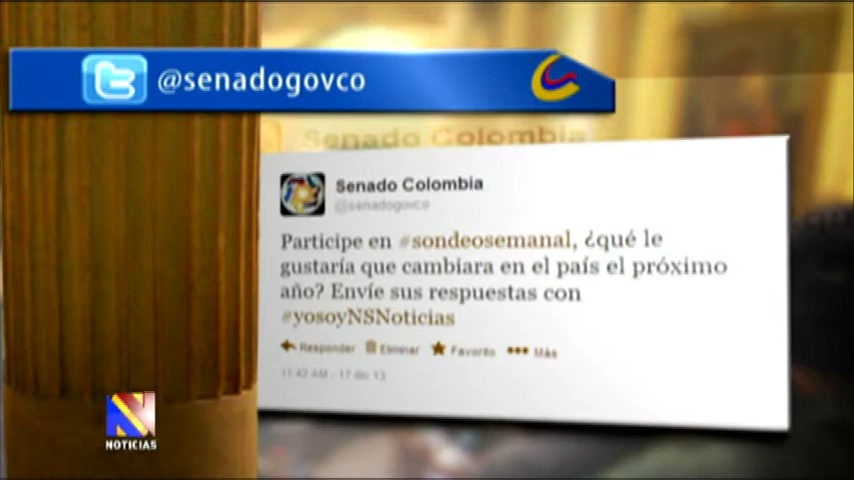 @senadogovco
Senado Colombia
Senado Colombia
@senadogovco
Participe en #sondeosemanal, ¿qué le
gustaría que cambiara en el país el próximo
año? Envíe sus respuestas con
#yosoyNSNoticias
Responder Eliminar Favorito Más
11:42 AM - 17 dic 13
N
NOTICIAS